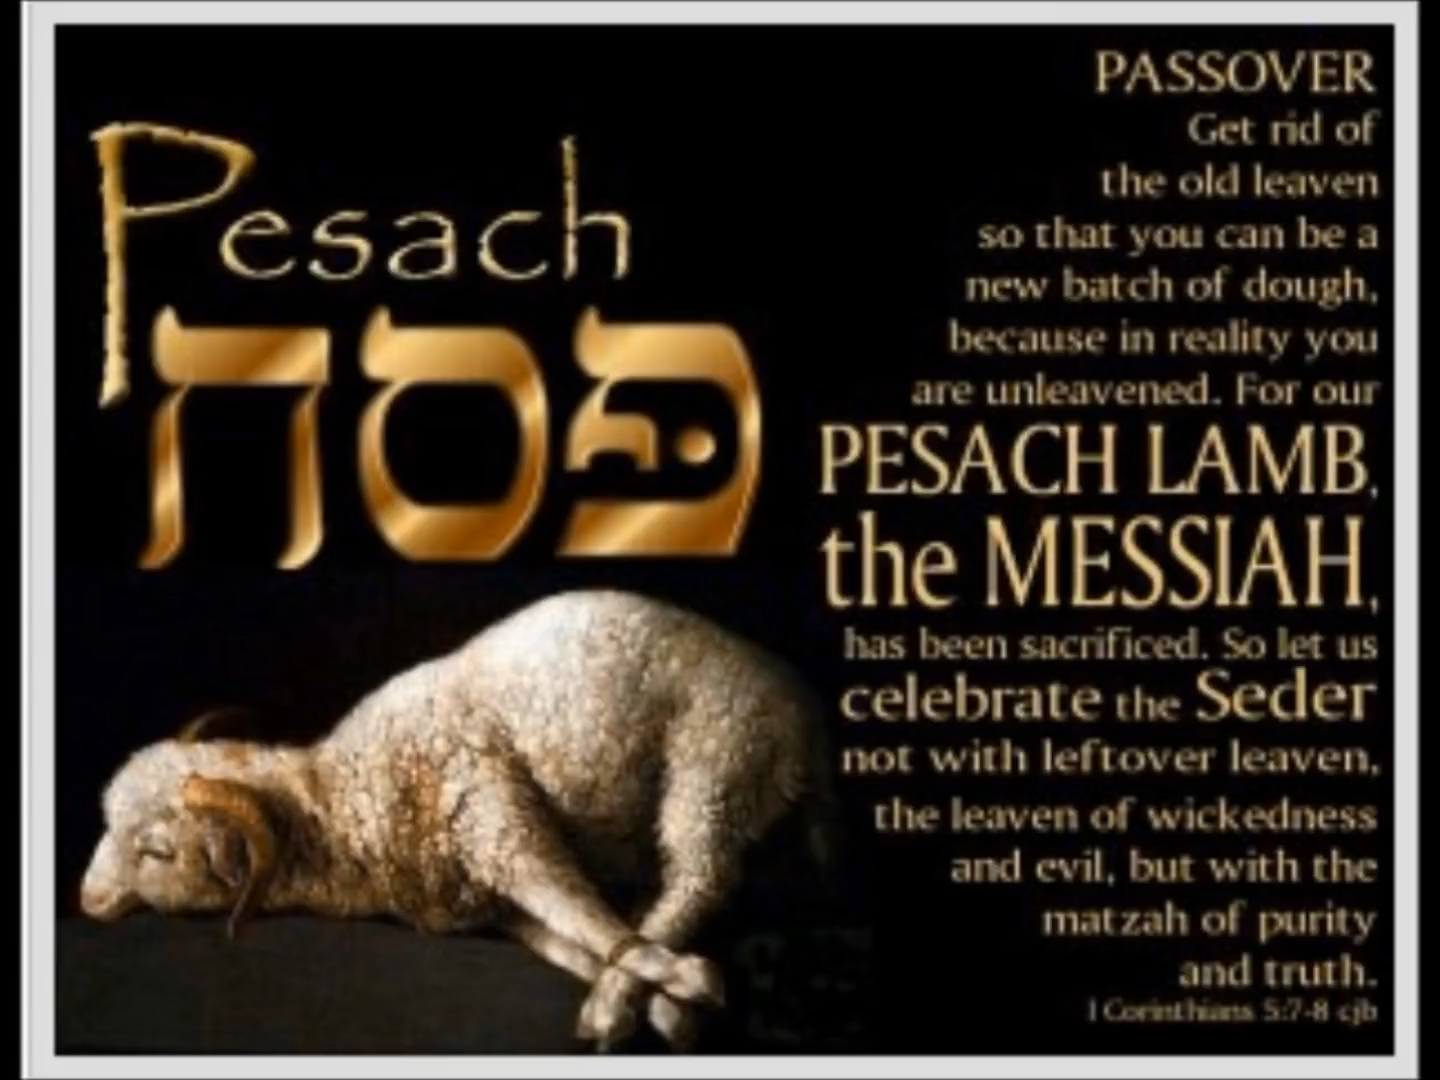 Pesach
פסח
PASSOVER
Get rid of
the old leaven
so that you can be a
new batch of dough,
because in reality you
are unleavened. For our
PESACH LAMB,
the MESSIAH,
has been sacrificed. So let us
celebrate the Seder
not with leftover leaven,
the leaven of wickedness
and evil, but with the
matzah of purity
and truth.
I Corinthians 5:7-8 cjb